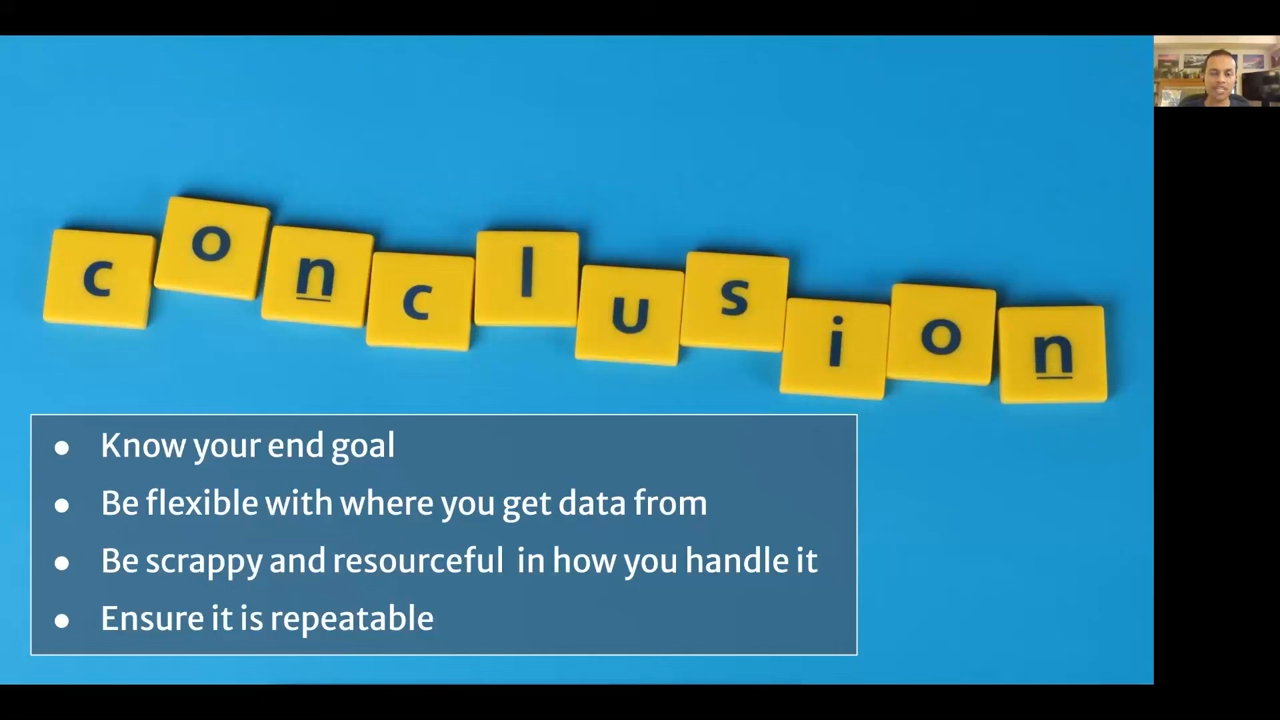 conclusion
● Know your end goal
● Be flexible with where you get data from
● Be scrappy and resourceful  in how you handle it
● Ensure it is repeatable